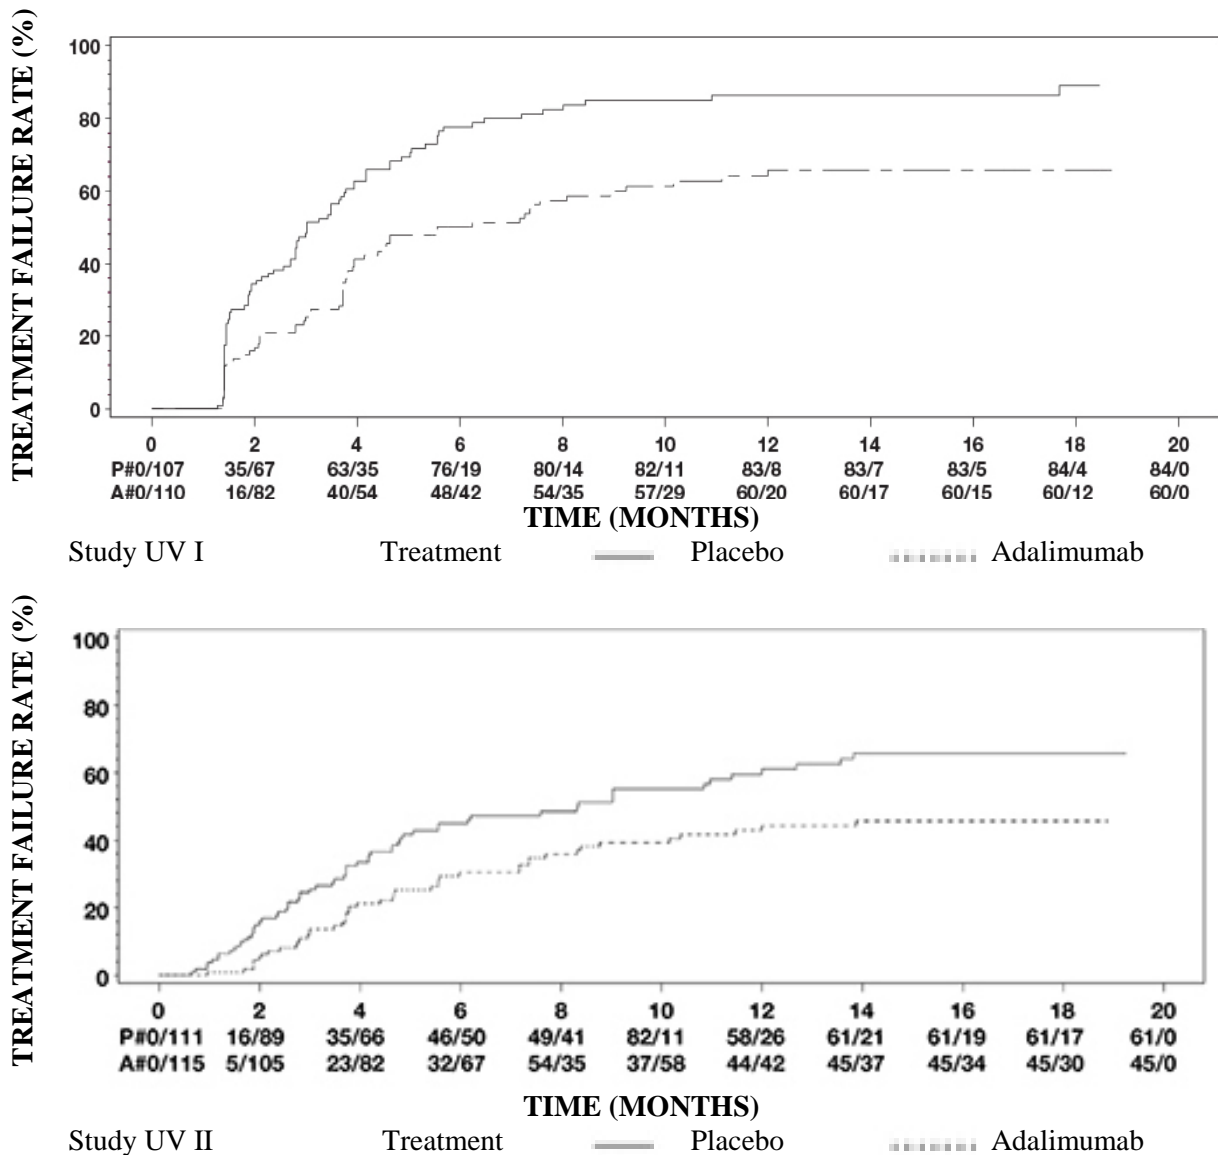 TREATMENT FAILURE RATE (%)
100
80
60
40
20
0
0 2 4 6 8 10 12 14 16 18 20
P#0/107 35/67 63/35 76/19 80/14 82/11 83/8 83/7 83/5 84/4 84/0
A#0/110 16/82 40/54 48/42 54/35 57/29 60/20 60/17 60/15 60/12 60/0
TIME (MONTHS)
Study UV I Treatment Placebo Adalimumab
TREATMENT FAILURE RATE (%)
100
80
60
40
20
0
0 2 4 6 8 10 12 14 16 18 20
P#0/111 16/89 35/66 46/50 49/41 82/11 58/26 61/21 61/19 61/17 61/0
A#0/115 5/105 23/82 32/67 54/35 37/58 44/42 45/37 45/34 45/30 45/0
TIME (MONTHS)
Study UV II Treatment Placebo Adalimumab